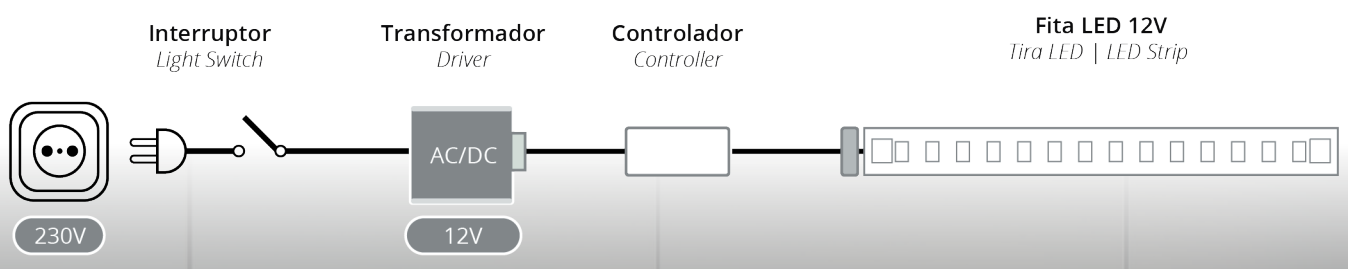 Interruptor
Light Switch
Transformador
Driver
Controlador
Controller
Fita LED 12V
Tira LED | LED Strip
AC/DC
230V
12V